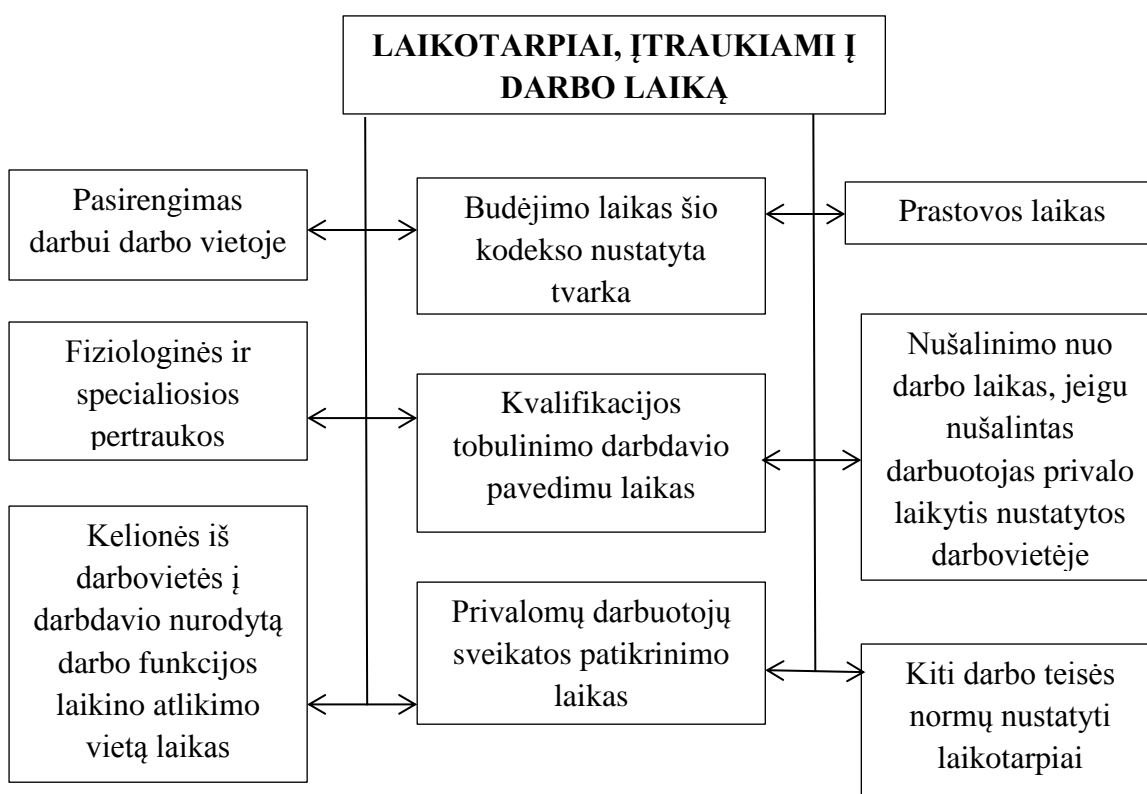 LAIKOTARPIAI, ĮTRAUKIAMI Į
DARBO LAIKĄ
Pasirengimas
darbui darbo vietoje
Budėjimo laikas šio
kodekso nustatyta
tvarka
Prastovos laikas
Fiziologinės ir
specialiosios
pertraukos
Kvalifikacijos
tobulinimo darbdavio
pavedimu laikas
Nušalinimo nuo
darbo laikas, jeigu
nušalintas
darbuotojas privalo
laikytis nustatytos
darbovietėje
Kelionės iš
darbovietės į
darbdavio nurodytą
darbo funkcijos
laikino atlikimo
vietą laikas
Privalomų darbuotojų
sveikatos patikrinimo
laikas
Kiti darbo teisės
normų nustatyti
laikotarpiai